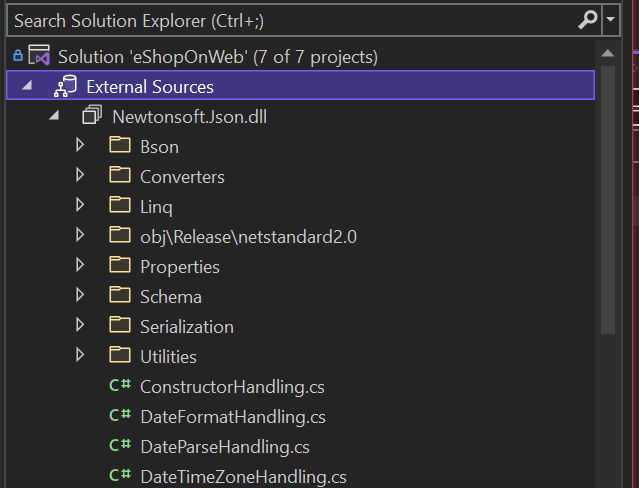 Search Solution Explorer (Ctrl+;)
Solution 'eShopOnWeb' (7 of 7 projects)
External Sources
Newtonsoft.Json.dll
Bson
Converters
Linq
obj\Release\netstandard2.0
Properties
Schema
Serialization
Utilities
C# ConstructorHandling.cs
C# DateFormatHandling.cs
C# DateParseHandling.cs
C# DateTimeZoneHandling.cs